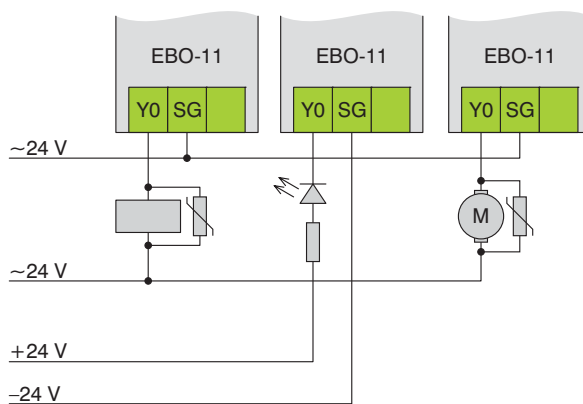 EBO-11 EBO-11 EBO-11
Y0 SG Y0 SG Y0 SG
~24 V
M
~24 V
+24 V
–24 V